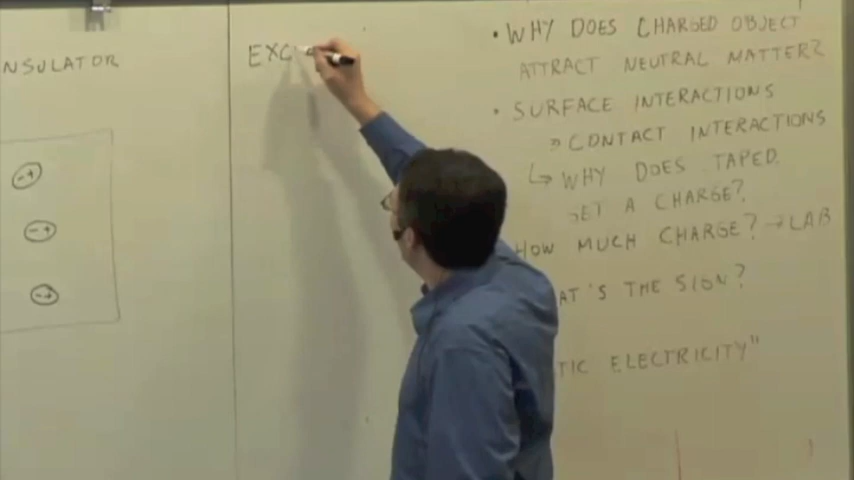 NSULATOR
EXC
• WHY DOES CHARGED OBJECT
ATTRACT NEUTRAL MATTER?
• SURFACE INTERACTIONS
» CONTACT INTERACTIONS
↳ WHY DOES TAPED
GET A CHARGE?
HOW MUCH CHARGE? → LAB
AT'S THE SIGN?
TIC ELECTRICITY"
- +
- +
- +